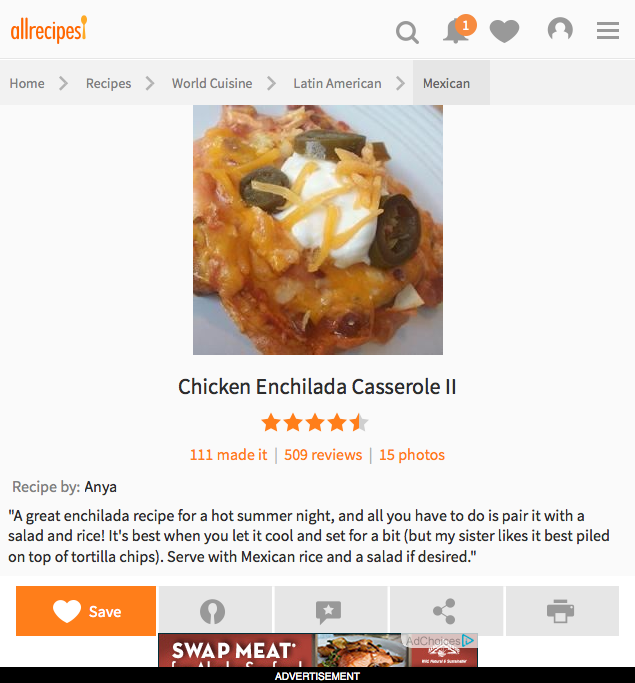 allrecipes
1
Home Recipes World Cuisine Latin American Mexican
Chicken Enchilada Casserole II
111 made it | 509 reviews | 15 photos
Recipe by: Anya
"A great enchilada recipe for a hot summer night, and all you have to do is pair it with a
salad and rice! It's best when you let it cool and set for a bit (but my sister likes it best piled
on top of tortilla chips). Serve with Mexican rice and a salad if desired."
Save
AdChoices
SWAP MEAT*
for Alaska Seafood
ADVERTISEMENT